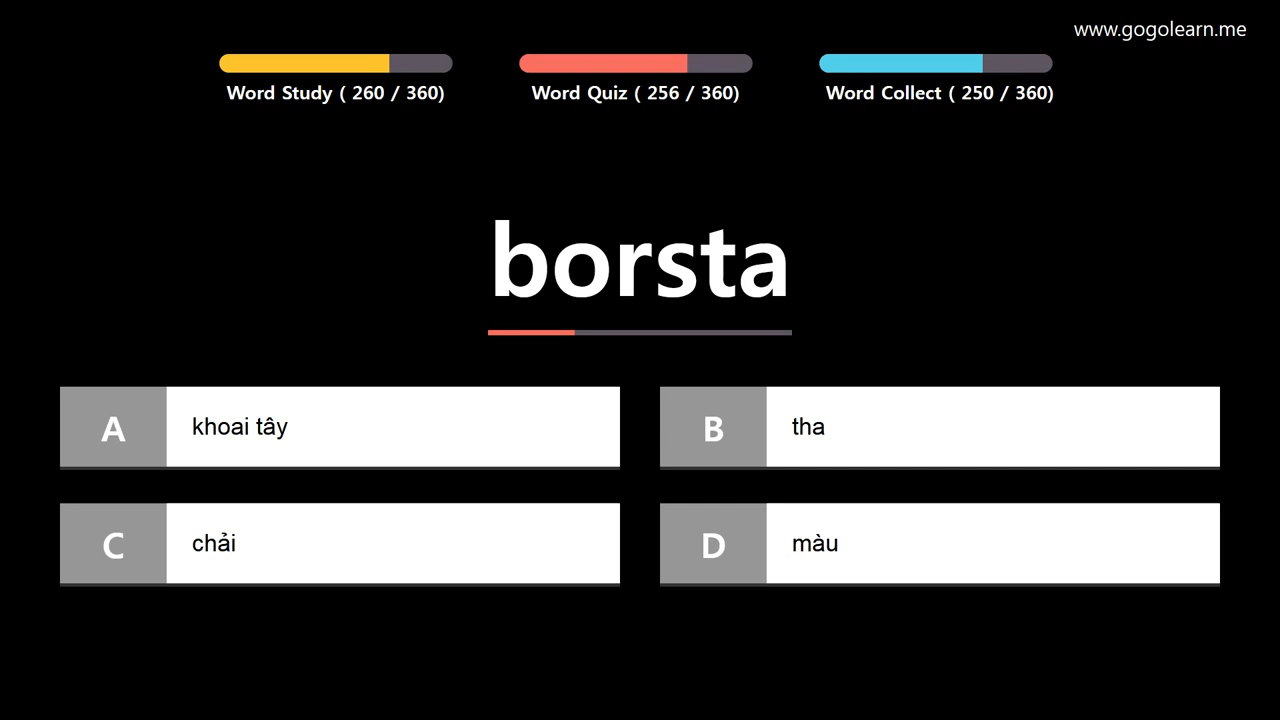 www.gogolearn.me
Word Study ( 260 / 360)
Word Quiz ( 256 / 360)
Word Collect ( 250 / 360)
borsta
A
khoai tây
B
tha
C
chải
D
màu